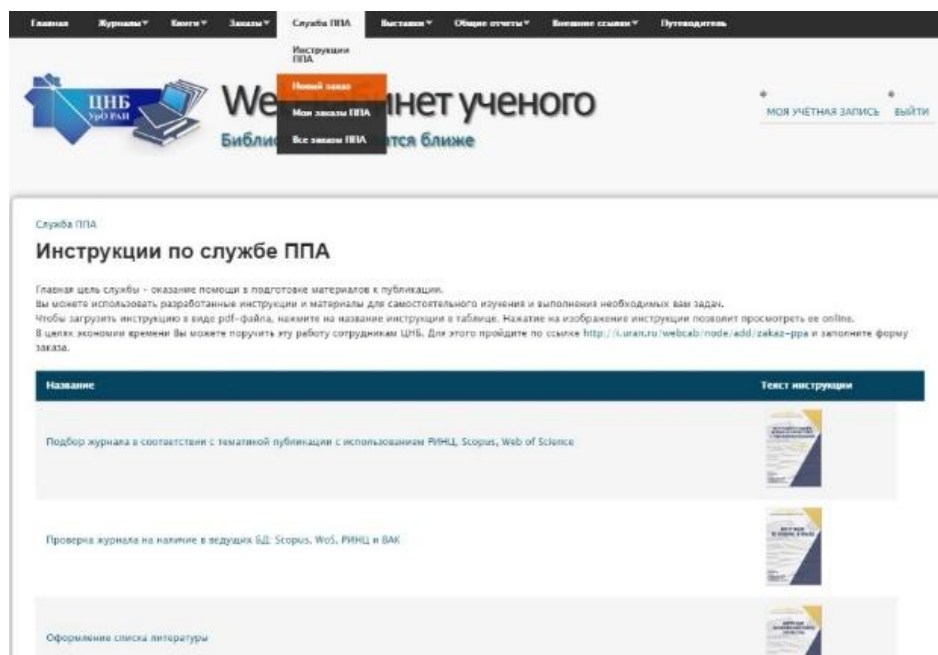 Главная Журналы Книги Заказы Служба ППА Выставки Общие отчеты Внешние ссылки Путеводитель
Инструкции
ППА
Новый заказ
Мои заказы ППА
Все заказы ППА
ЦНБ
УрО РАН
We инет ученого
Библио тся ближе
МОЯ УЧЁТНАЯ ЗАПИСЬ ВЫЙТИ
Служба ППА
Инструкции по службе ППА
Главная цель службы - оказание помощи в подготовке материалов к публикации.
Вы можете использовать разработанные инструкции и материалы для самостоятельного изучения и выполнения необходимых вам задач.
Чтобы загрузить инструкцию в виде pdf-файла, нажмите на название инструкции в таблице. Нажатие на изображение инструкции позволит просмотреть ее online.
В целях экономии времени Вы можете поручить эту работу сотрудникам ЦНБ. Для этого пройдите по ссылке http://i.uran.ru/webcab/node/add/zakaz-ppa и заполните форму
заказа.
Название Текст инструкции
Подбор журнала в соответствии с тематикой публикации с использованием РИНЦ, Scopus, Web of Science
Проверка журнала на наличие в ведущих БД: Scopus, WoS, РИНЦ и ВАК
Оформление списка литературы